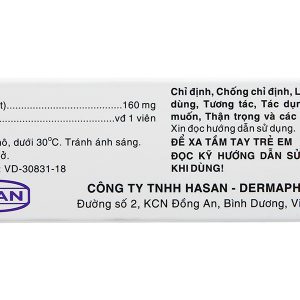 Chỉ định, Chống chỉ định, L
t)........................160 mg
dùng, Tương tác, Tác dụn
vđ 1 viên
muốn, Thận trọng và các
Xin đọc hướng dẫn sử dụng.
ô, dưới 30°C. Tránh ánh sáng.
ĐỂ XA TẦM TAY TRẺ EM
ĐỌC KỸ HƯỚNG DẪN SỬ
: VD-30831-18
KHI DÙNG!
AN
CÔNG TY TNHH HASAN - DERMAPH
Đường số 2, KCN Đồng An, Bình Dương, Vi